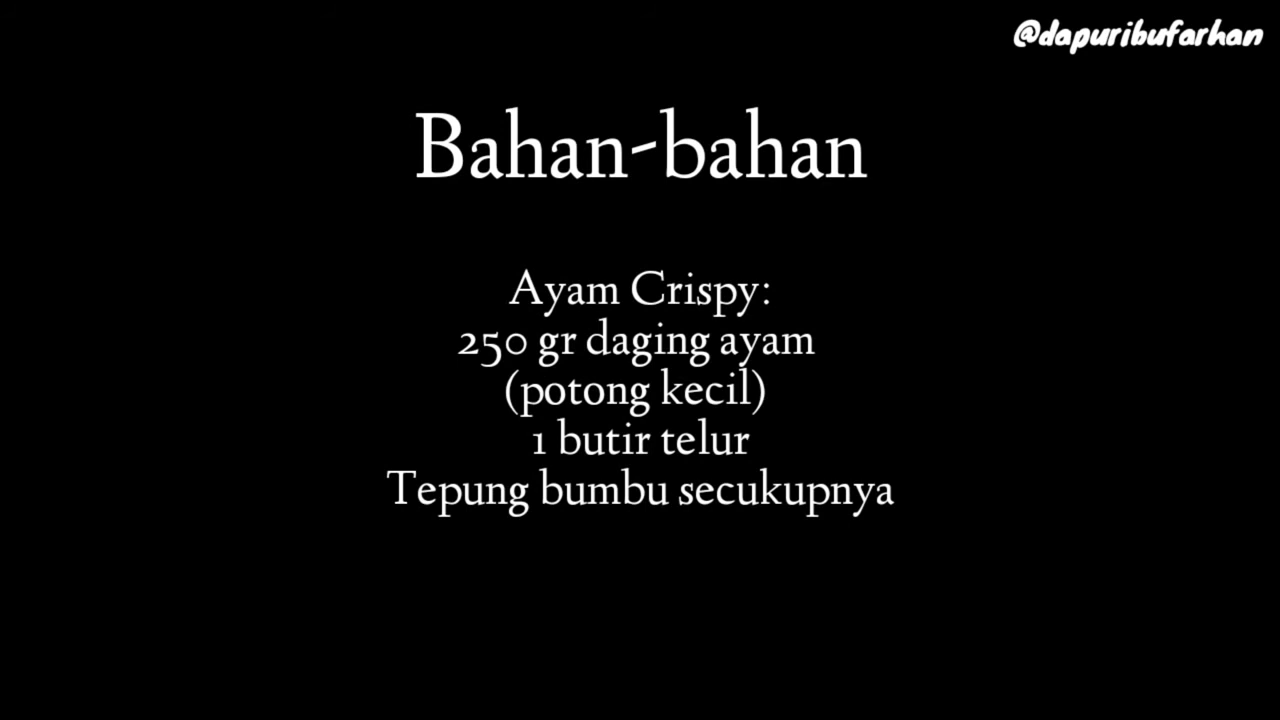 @dapuribufarhan
Bahan-bahan
Ayam Crispy:
250 gr daging ayam
(potong kecil)
1 butir telur
Tepung bumbu secukupnya